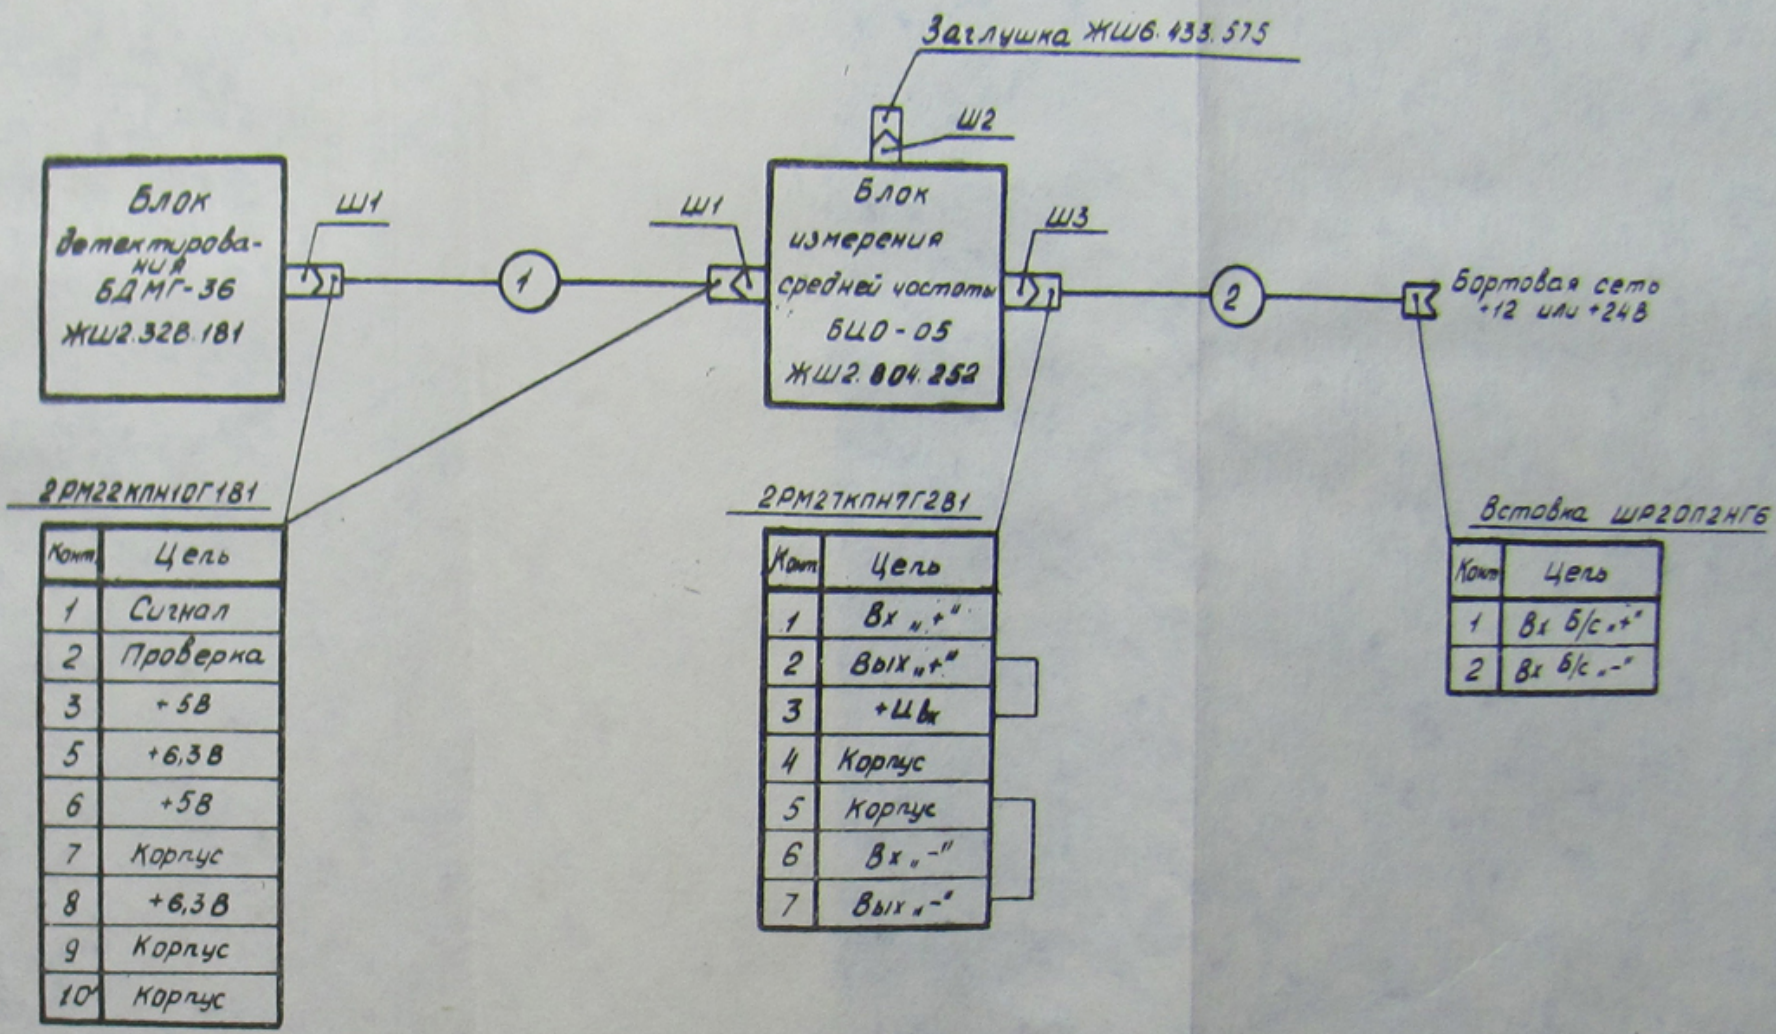 Заглушка ЖШ6.433.575
Ш2
Блок
детектирова-
ния
БДМГ-36
ЖШ2.328.181
Ш1
1
Ш1
Блок
измерения
средней частоты
БЦО-05
ЖШ2.804.252
Ш3
2
Бортовая сеть
+12 или +24В
2РМ22КПН10Г1В1
Конт. Цепь
1 Сигнал
2 Проверка
3 +5В
5 +6,3В
6 +5В
7 Корпус
8 +6,3В
9 Корпус
10 Корпус
2РМ27КПН7Г2В1
Конт Цепь
1 Вх „+"
2 Вых „+"
3 +Uвх
4 Корпус
5 Корпус
6 Вх „-"
7 Вых „-"
Вставка ШР20П2НГ6
Конт Цепь
1 Вх Б/с „+"
2 Вх Б/с „-"